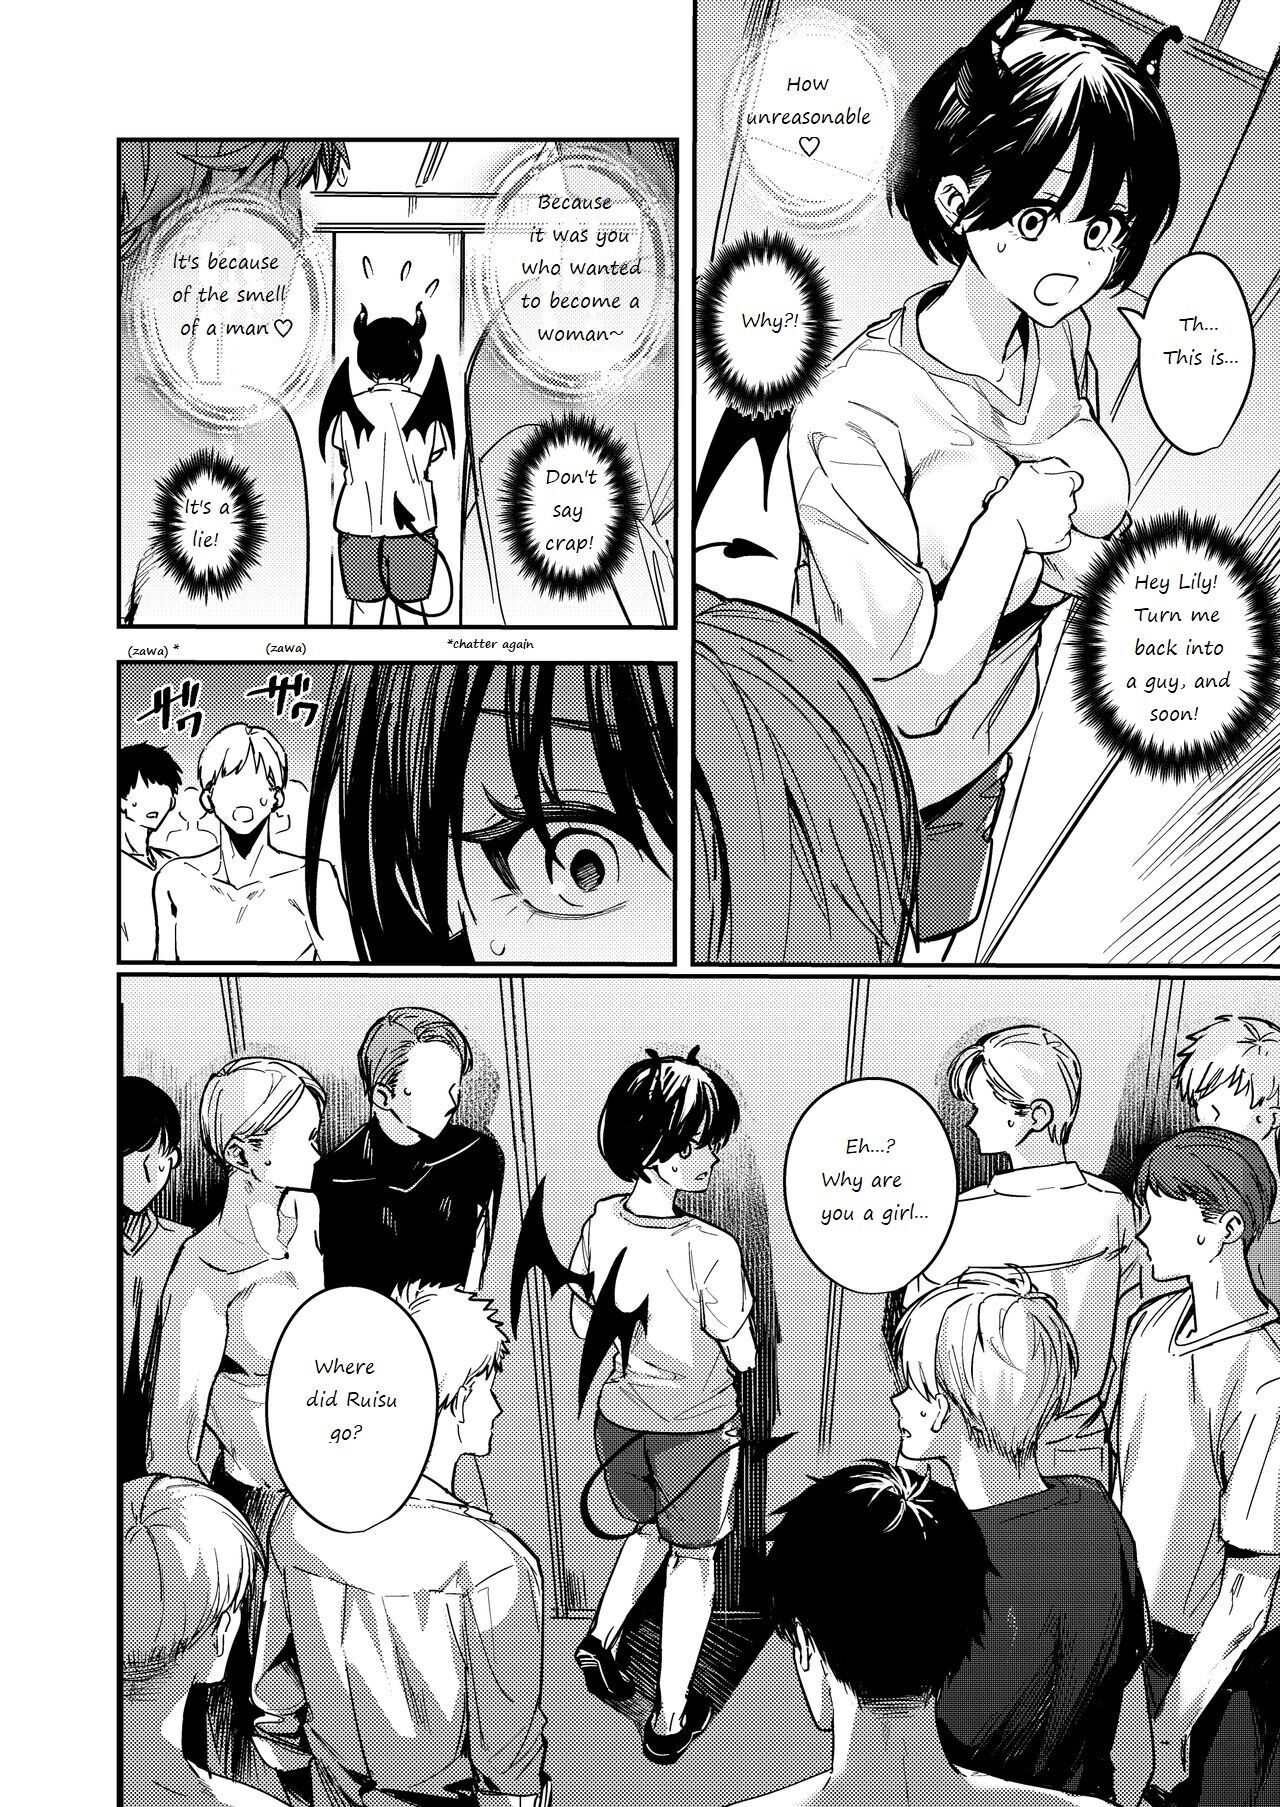 How
unreasonable
♡
Th...
This is...
Why?!
Hey Lily!
Turn me
back into
a guy, and
soon!
Because
it was you
who wanted
to become a
woman~
It's because
of the smell
of a man♡
Don't
say
crap!
It's a
lie!
(zawa) *
(zawa)
*chatter again
ザワ
ザワ
Eh...?
Why are
you a girl...
Where
did Ruisu
go?